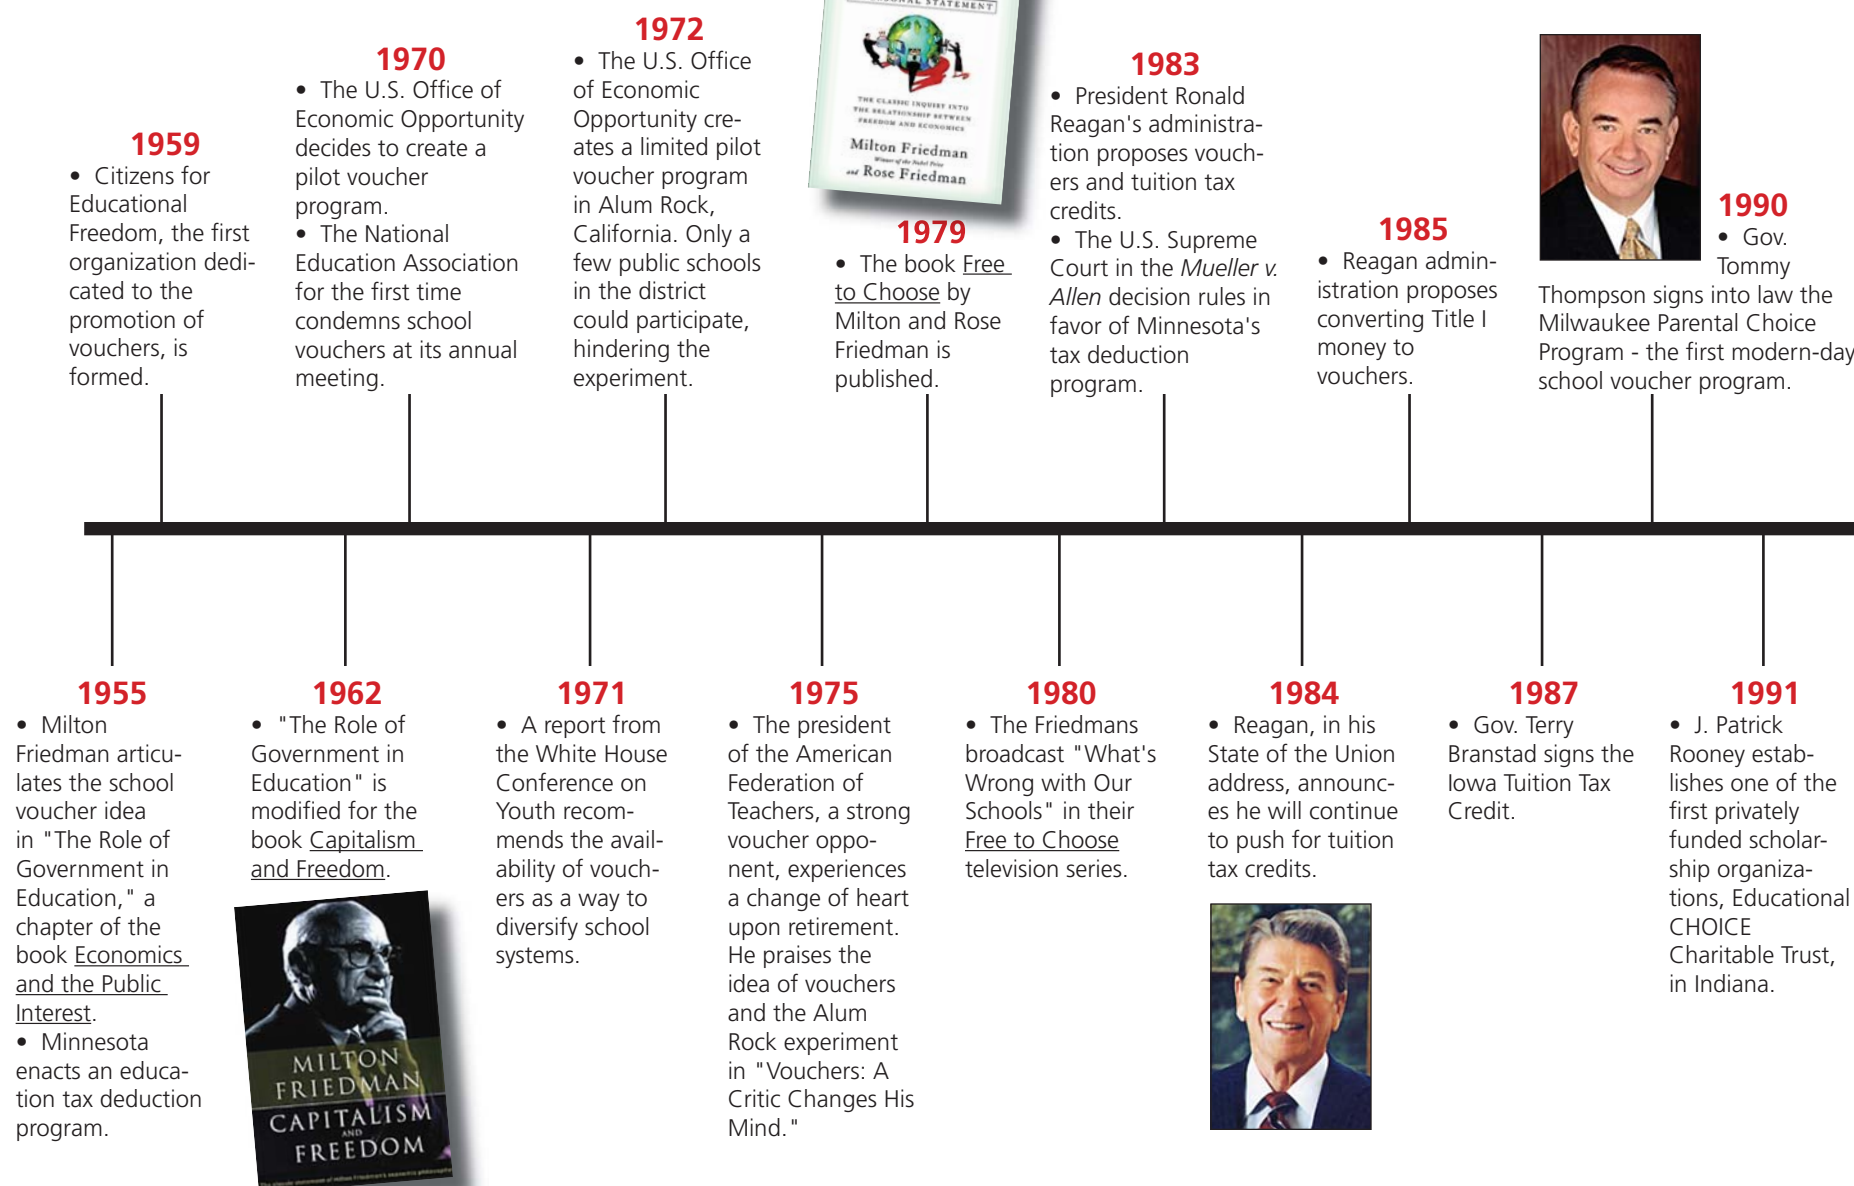 1959
• Citizens for
Educational
Freedom, the first
organization dedi-
cated to the
promotion of
vouchers, is
formed.
1970
• The U.S. Office of
Economic Opportunity
decides to create a
pilot voucher
program.
• The National
Education Association
for the first time
condemns school
vouchers at its annual
meeting.
1972
• The U.S. Office
of Economic
Opportunity cre-
ates a limited pilot
voucher program
in Alum Rock,
California. Only a
few public schools
in the district
could participate,
hindering the
experiment.
STATEMENT
THE CLASSIC INQUIRY INTO
THE RELATIONSHIP BETWEEN
FREEDOM AND ECONOMICS
Milton Friedman
Winner of the Nobel Prize
and Rose Friedman
1979
• The book Free
to Choose by
Milton and Rose
Friedman is
published.
1983
• President Ronald
Reagan's administra-
tion proposes vouch-
ers and tuition tax
credits.
• The U.S. Supreme
Court in the Mueller v.
Allen decision rules in
favor of Minnesota's
tax deduction
program.
1985
• Reagan admin-
istration proposes
converting Title I
money to
vouchers.
1990
• Gov.
Tommy
Thompson signs into law the
Milwaukee Parental Choice
Program - the first modern-day
school voucher program.
1955
• Milton
Friedman articu-
lates the school
voucher idea
in "The Role of
Government in
Education," a
chapter of the
book Economics
and the Public
Interest.
• Minnesota
enacts an educa-
tion tax deduction
program.
1962
• "The Role of
Government in
Education" is
modified for the
book Capitalism
and Freedom.
MILTON
FRIEDMAN
CAPITALISM
AND
FREEDOM
1971
• A report from
the White House
Conference on
Youth recom-
mends the avail-
ability of vouch-
ers as a way to
diversify school
systems.
1975
• The president
of the American
Federation of
Teachers, a strong
voucher oppo-
nent, experiences
a change of heart
upon retirement.
He praises the
idea of vouchers
and the Alum
Rock experiment
in "Vouchers: A
Critic Changes His
Mind."
1980
• The Friedmans
broadcast "What's
Wrong with Our
Schools" in their
Free to Choose
television series.
1984
• Reagan, in his
State of the Union
address, announc-
es he will continue
to push for tuition
tax credits.
1987
• Gov. Terry
Branstad signs the
Iowa Tuition Tax
Credit.
1991
• J. Patrick
Rooney estab-
lishes one of the
first privately
funded scholar-
ship organiza-
tions, Educational
CHOICE
Charitable Trust,
in Indiana.